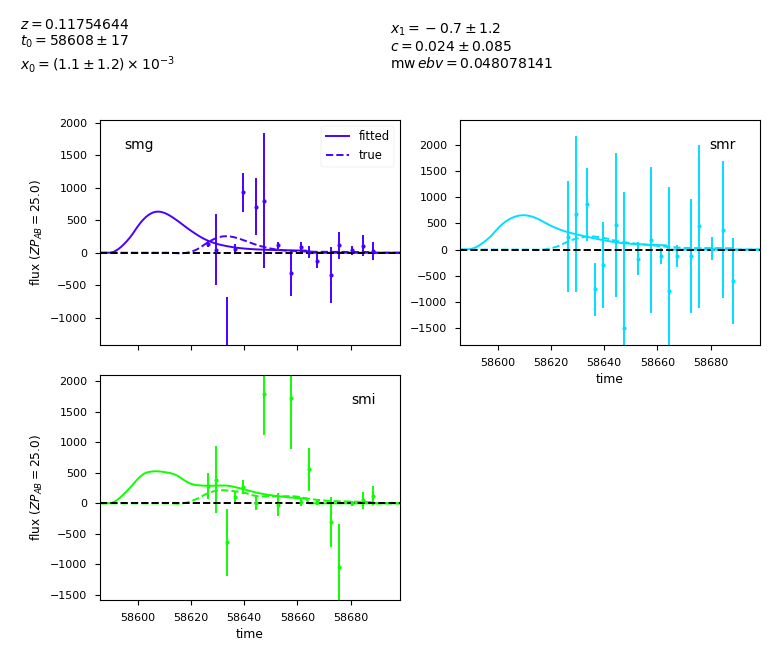 z = 0.11754644
t₀ = 58608 ± 17
x₀ = (1.1 ± 1.2) × 10⁻³
x₁ = −0.7 ± 1.2
c = 0.024 ± 0.085
mwebv = 0.048078141
smg
fitted
true
2000
1500
1000
500
0
−500
−1000
flux (ZP_AB = 25.0)
smr
2000
1500
1000
500
0
−500
−1000
−1500
58600 58620 58640 58660 58680
time
smi
2000
1500
1000
500
0
−500
−1000
−1500
flux (ZP_AB = 25.0)
58600 58620 58640 58660 58680
time